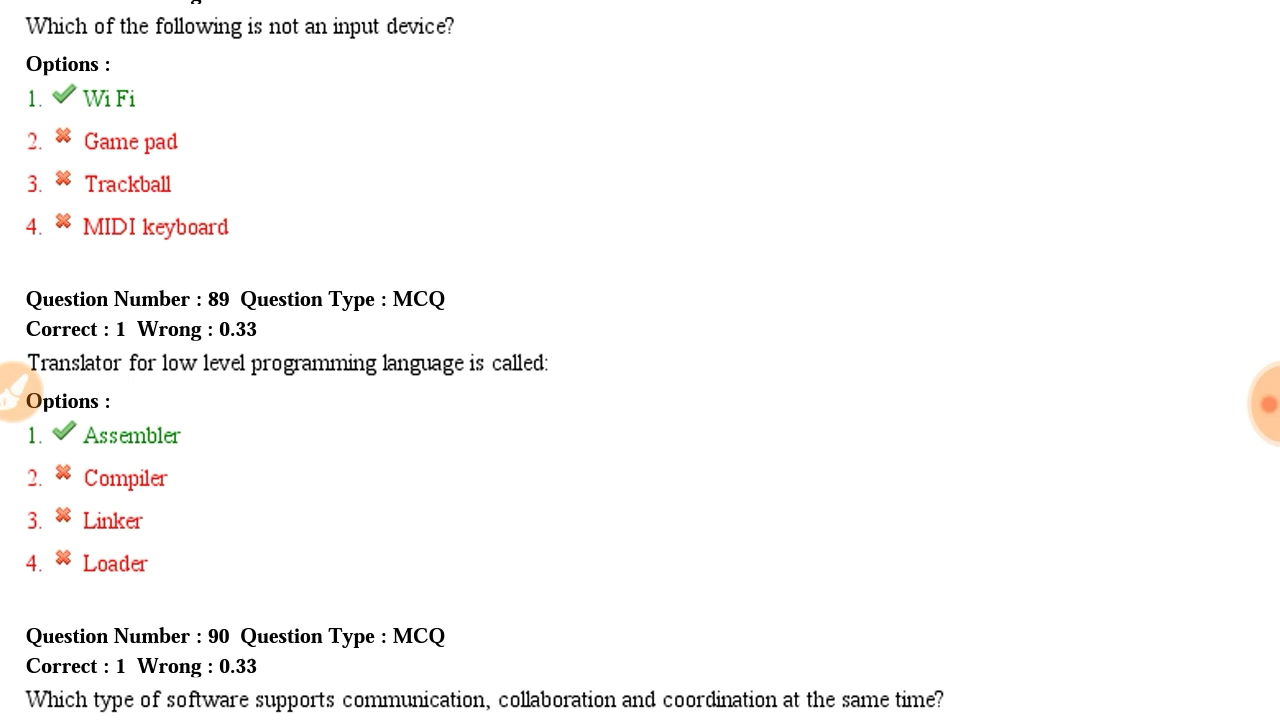 Which of the following is not an input device?
Options :
1. Wi Fi
2. Game pad
3. Trackball
4. MIDI keyboard
Question Number : 89 Question Type : MCQ
Correct : 1 Wrong : 0.33
Translator for low level programming language is called:
Options :
1. Assembler
2. Compiler
3. Linker
4. Loader
Question Number : 90 Question Type : MCQ
Correct : 1 Wrong : 0.33
Which type of software supports communication, collaboration and coordination at the same time?